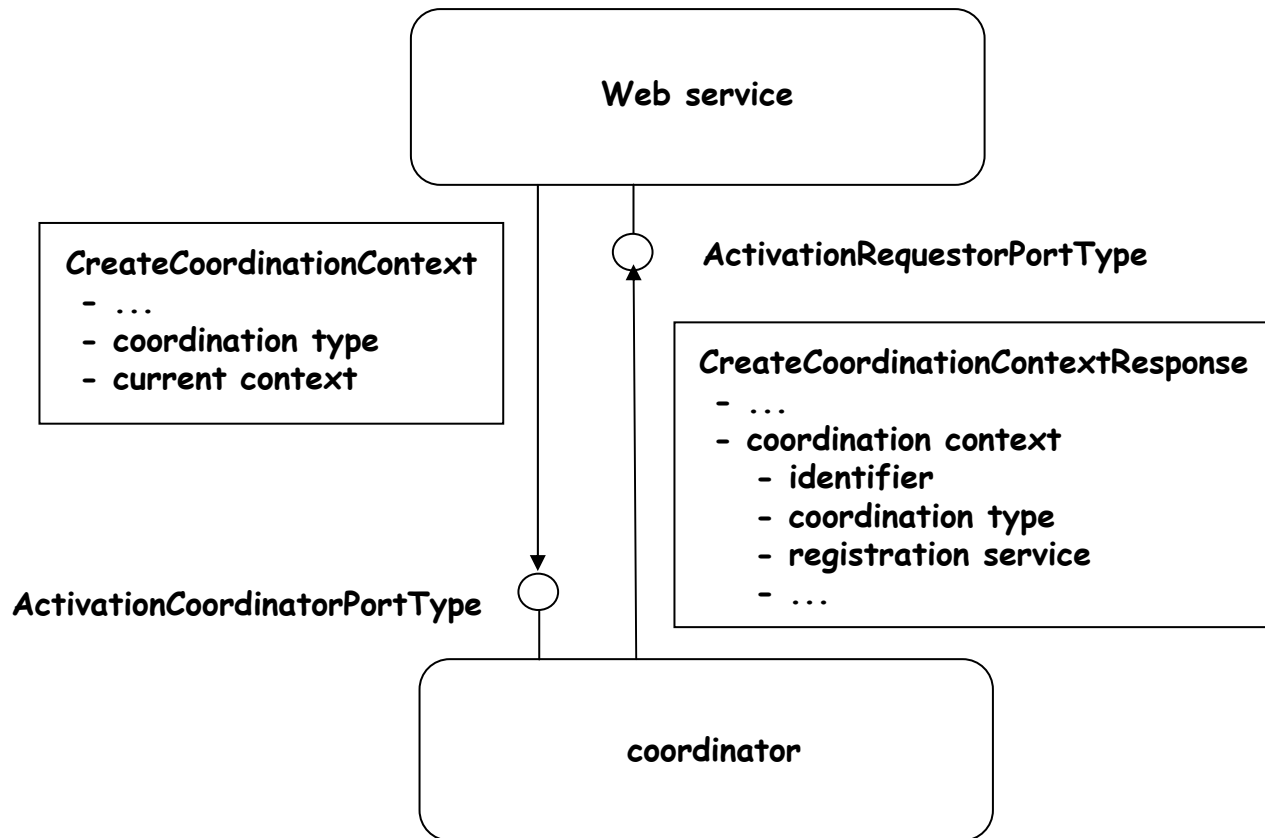 Web service
CreateCoordinationContext
- ...
- coordination type
- current context
ActivationRequestorPortType
CreateCoordinationContextResponse
- ...
- coordination context
- identifier
- coordination type
- registration service
- ...
ActivationCoordinatorPortType
coordinator